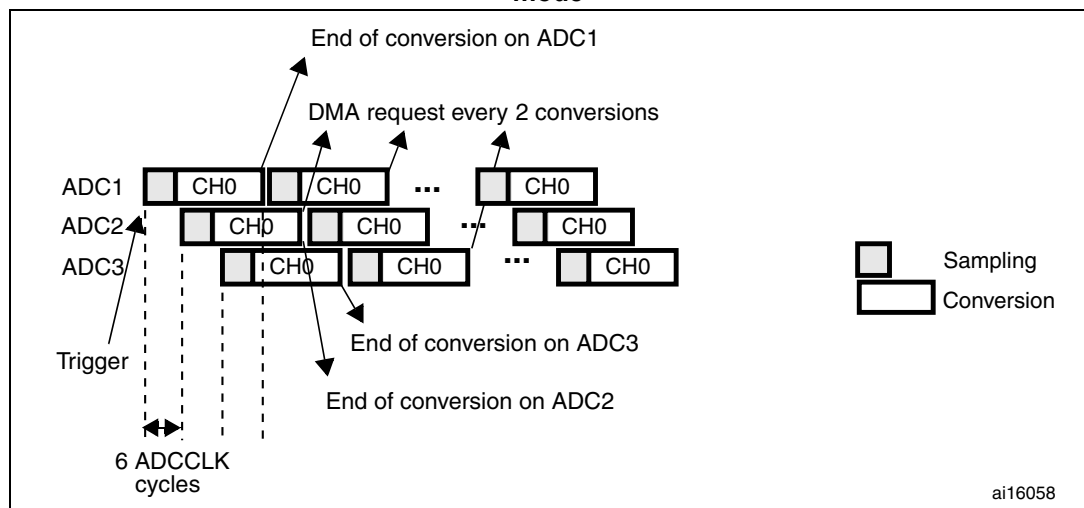 mode
End of conversion on ADC1
DMA request every 2 conversions
ADC1 CH0 CH0 ... CH0
ADC2 CH0 CH0 ... CH0
ADC3 CH0 CH0 ... CH0
Sampling
Conversion
Trigger
End of conversion on ADC3
End of conversion on ADC2
6 ADCCLK
cycles
ai16058